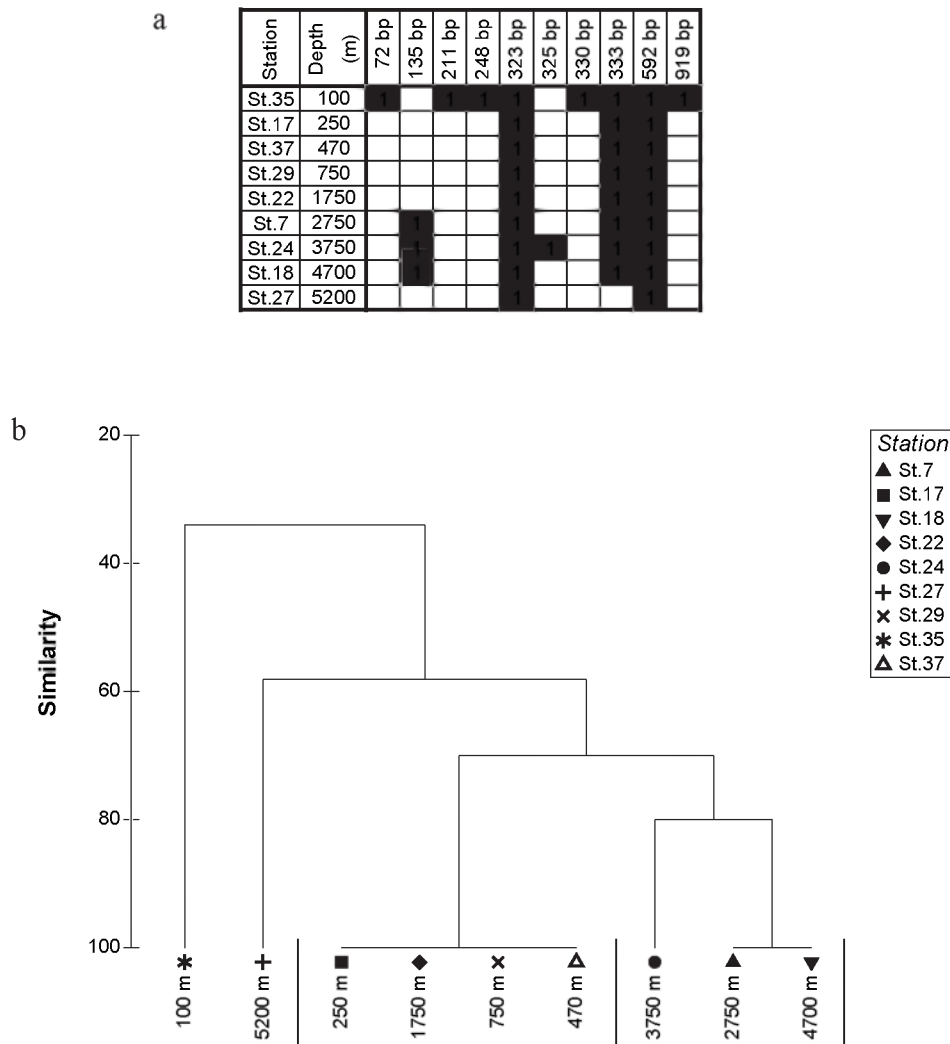 a
Station Depth (m) 72 bp 135 bp 211 bp 248 bp 323 bp 325 bp 330 bp 333 bp 592 bp 919 bp
St.35 100 1 1 1 1 1 1 1 1
St.17 250 1 1 1
St.37 470 1 1 1
St.29 750 1 1 1
St.22 1750 1 1 1
St.7 2750 1 1 1 1
St.24 3750 1 1 1 1 1
St.18 4700 1 1 1 1
St.27 5200 1 1
b
20
40
60
80
100
Similarity
100 m
5200 m
250 m
1750 m
750 m
470 m
3750 m
2750 m
4700 m
Station
St.7
St.17
St.18
St.22
St.24
St.27
St.29
St.35
St.37